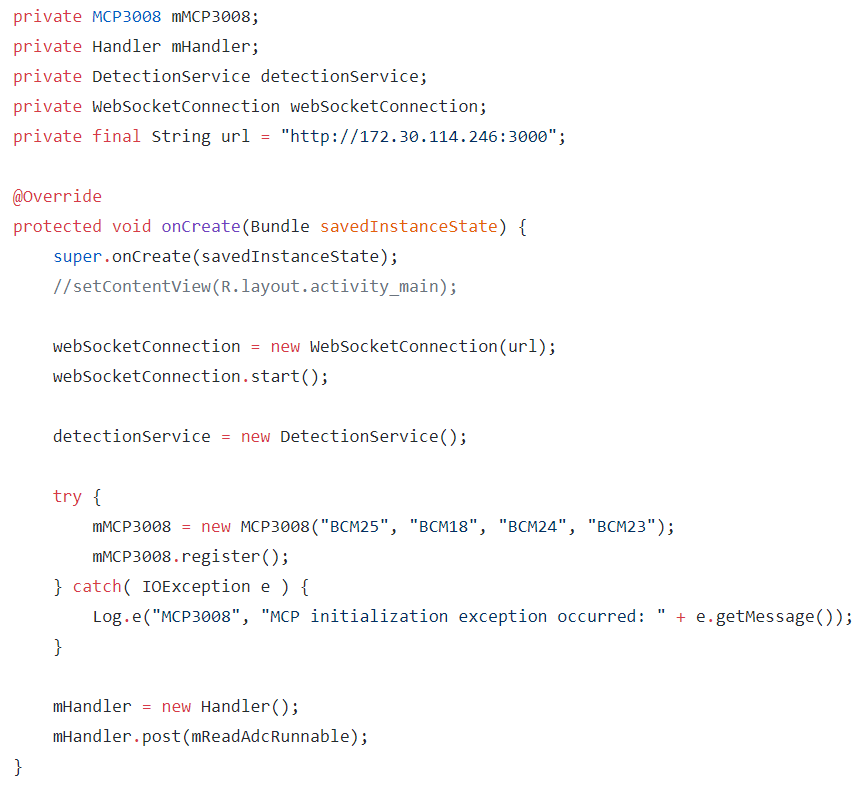 private MCP3008 mMCP3008;
private Handler mHandler;
private DetectionService detectionService;
private WebSocketConnection webSocketConnection;
private final String url = "http://172.30.114.246:3000";

@Override
protected void onCreate(Bundle savedInstanceState) {
    super.onCreate(savedInstanceState);
    //setContentView(R.layout.activity_main);

    webSocketConnection = new WebSocketConnection(url);
    webSocketConnection.start();

    detectionService = new DetectionService();

    try {
        mMCP3008 = new MCP3008("BCM25", "BCM18", "BCM24", "BCM23");
        mMCP3008.register();
    } catch( IOException e ) {
        Log.e("MCP3008", "MCP initialization exception occurred: " + e.getMessage());
    }

    mHandler = new Handler();
    mHandler.post(mReadAdcRunnable);
}